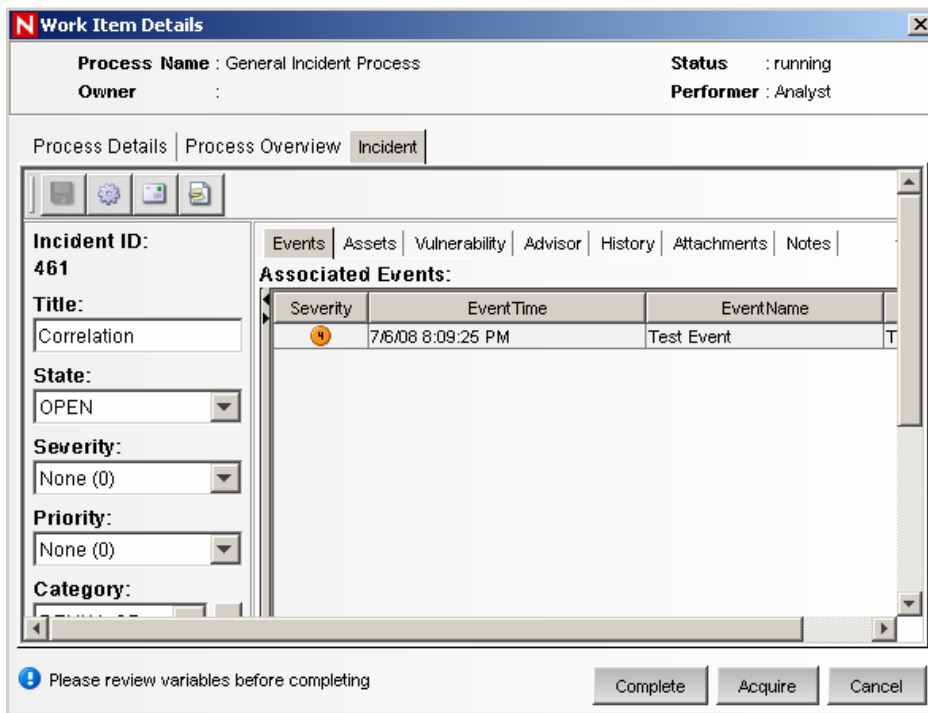 N Work Item Details
Process Name : General Incident Process
Status : running
Owner :
Performer : Analyst
Process Details | Process Overview Incident
Incident ID:
461
Title:
Correlation
State:
OPEN
Severity:
None (0)
Priority:
None (0)
Category:
Events Assets Vulnerability Advisor History Attachments Notes
Associated Events:
Severity EventTime EventName
4 7/6/08 8:09:25 PM Test Event T
Please review variables before completing
Complete Acquire Cancel